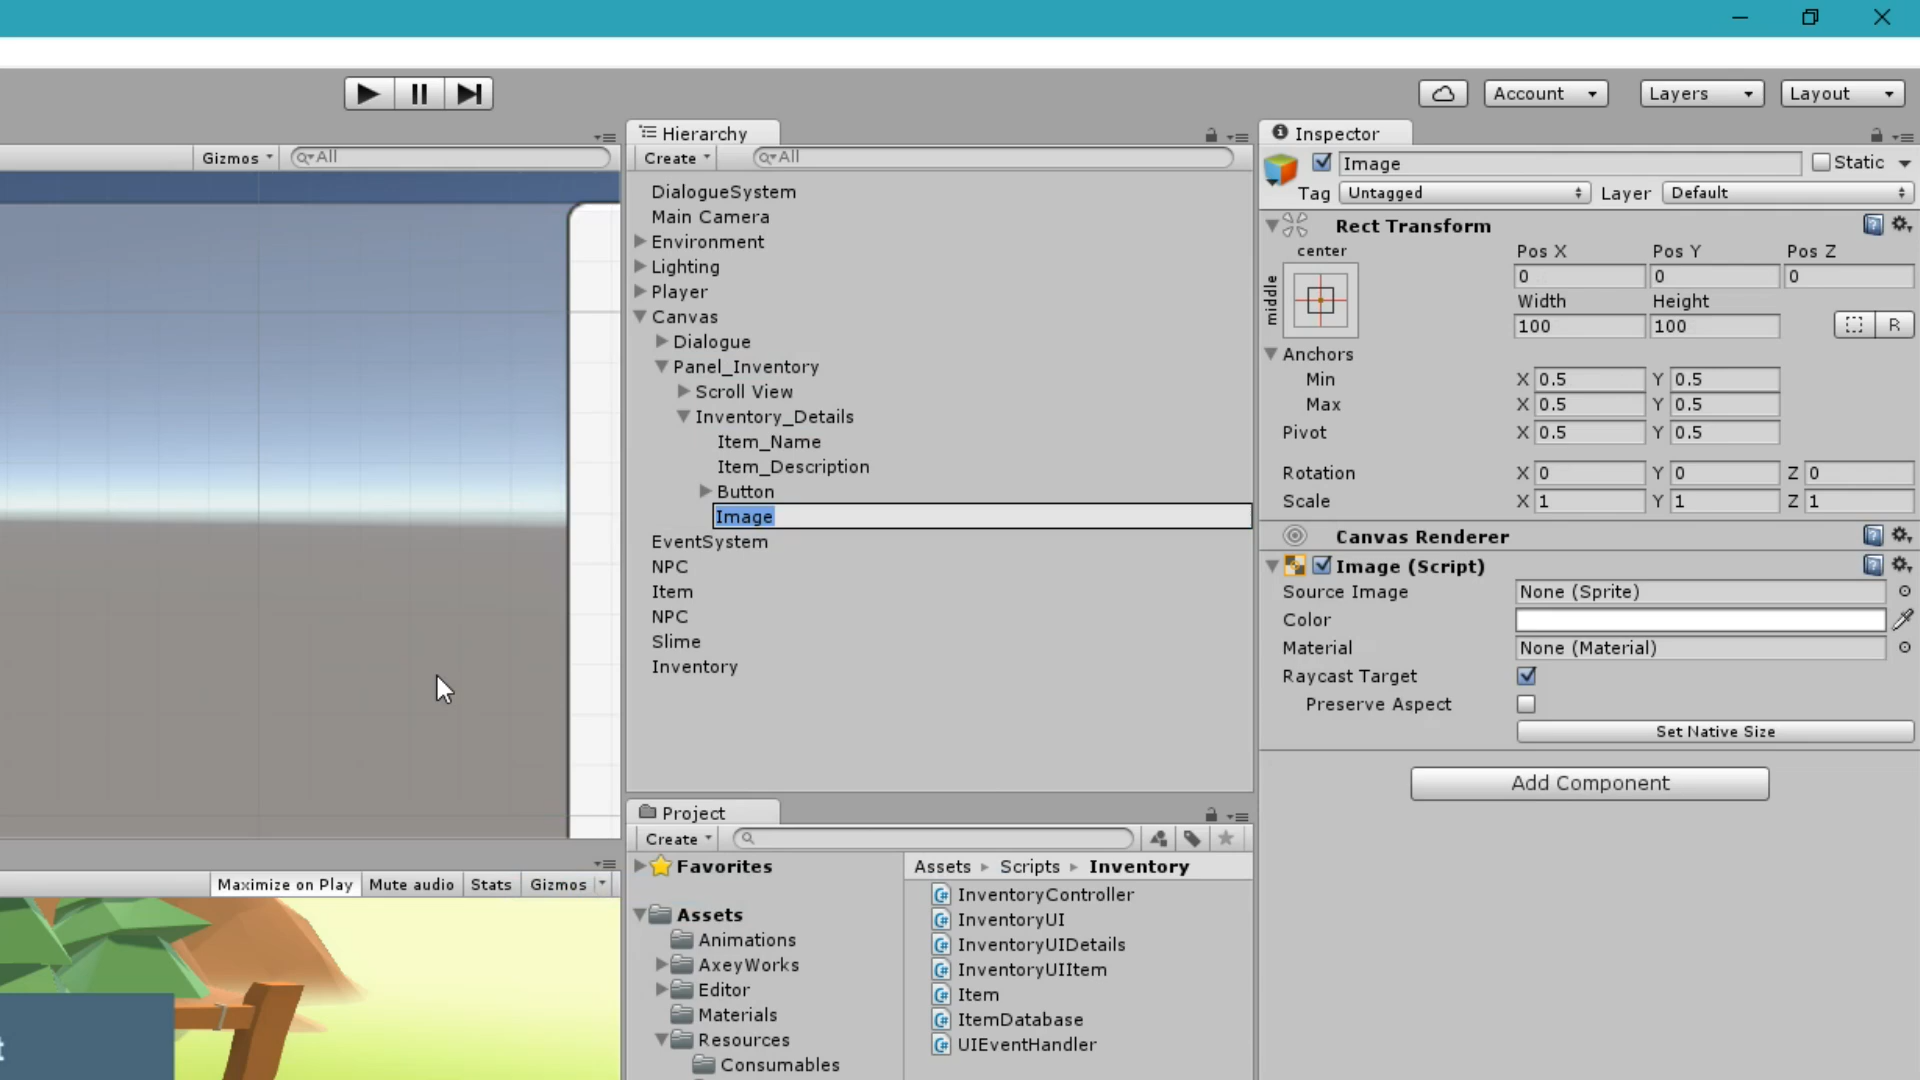 Account
Layers
Layout
Gizmos
All
Hierarchy
Create
All
DialogueSystem
Main Camera
Environment
Lighting
Player
Canvas
Dialogue
Panel_Inventory
Scroll View
Inventory_Details
Item_Name
Item_Description
Button
Image
EventSystem
NPC
Item
NPC
Slime
Inventory
Inspector
Image
Static
Tag Untagged Layer Default
Rect Transform
center
middle
Pos X Pos Y Pos Z
0 0 0
Width Height
100 100
R
Anchors
Min X 0.5 Y 0.5
Max X 0.5 Y 0.5
Pivot X 0.5 Y 0.5
Rotation X 0 Y 0 Z 0
Scale X 1 Y 1 Z 1
Canvas Renderer
Image (Script)
Source Image None (Sprite)
Color
Material None (Material)
Raycast Target
Preserve Aspect
Set Native Size
Add Component
Maximize on Play Mute audio Stats Gizmos
t
Project
Create
Favorites
Assets
Animations
AxeyWorks
Editor
Materials
Resources
Consumables
Assets Scripts Inventory
InventoryController
InventoryUI
InventoryUIDetails
InventoryUIItem
Item
ItemDatabase
UIEventHandler